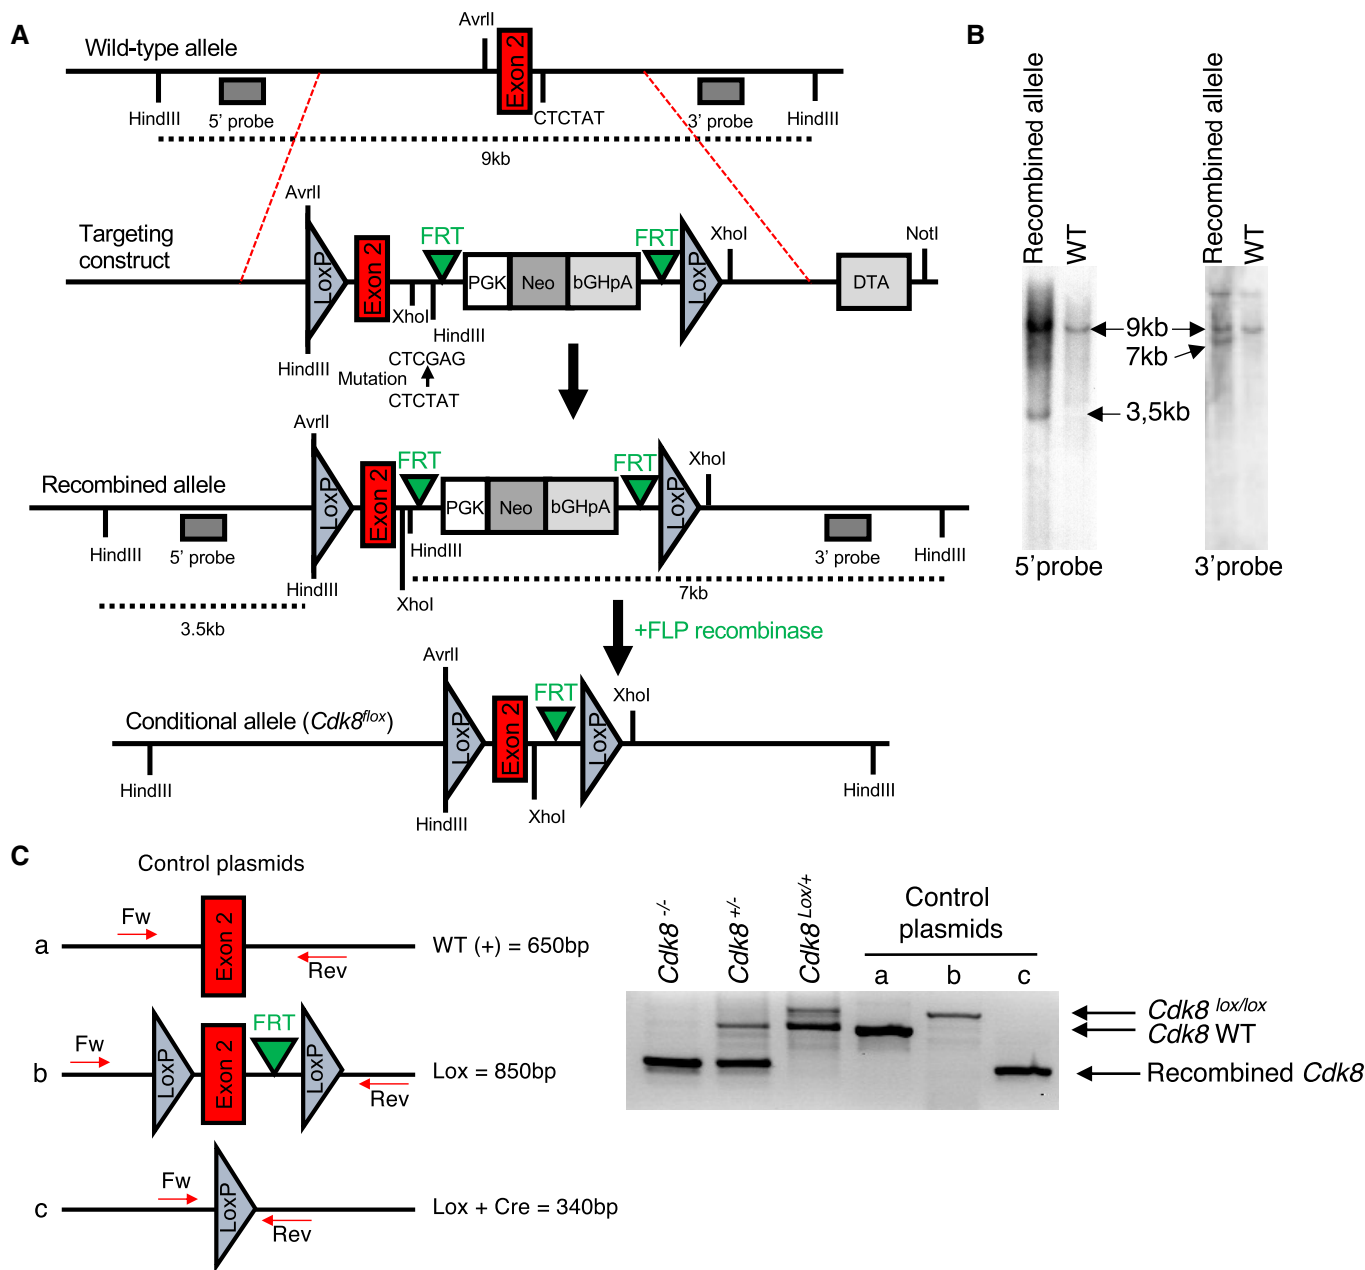 A
Wild-type allele
AvrII
Exon 2
HindIII
5' probe
CTCTAT
3' probe
HindIII
9kb
Targeting
construct
AvrII
LoxP
Exon 2
FRT
PGK
Neo
bGHpA
FRT
LoxP
XhoI
DTA
NotI
XhoI
HindIII
HindIII
CTCGAG
Mutation
CTCTAT
Recombined allele
AvrII
LoxP
Exon 2
FRT
PGK
Neo
bGHpA
FRT
LoxP
XhoI
HindIII
5' probe
HindIII
HindIII
XhoI
3' probe
HindIII
3.5kb
7kb
+FLP recombinase
Conditional allele (Cdk8flox)
AvrII
LoxP
Exon 2
FRT
LoxP
XhoI
HindIII
HindIII
XhoI
HindIII
B
Recombined allele
WT
Recombined allele
WT
9kb
7kb
3,5kb
5'probe
3'probe
C
Control plasmids
a
Fw
Exon 2
Rev
WT (+) = 650bp
b
Fw
LoxP
Exon 2
FRT
LoxP
Rev
Lox = 850bp
c
Fw
LoxP
Rev
Lox + Cre = 340bp
Cdk8 -/-
Cdk8 +/-
Cdk8 Lox/+
Control
plasmids
a b c
Cdk8 lox/lox
Cdk8 WT
Recombined Cdk8